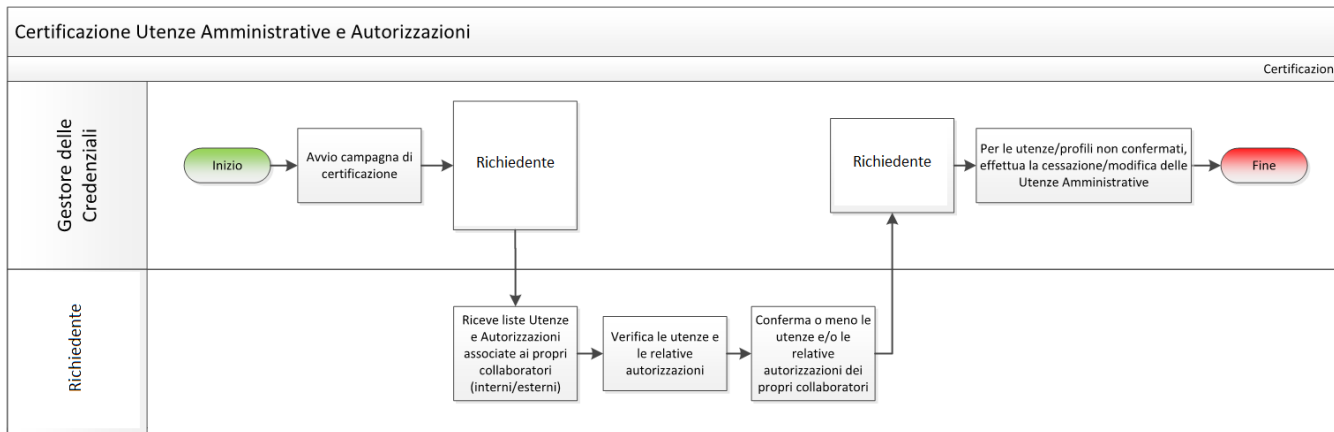 Certificazione Utenze Amministrative e Autorizzazioni
Certificazion
Gestore delle
Credenziali
Inizio
Avvio campagna di
certificazione
Richiedente
Richiedente
Per le utenze/profili non confermati,
effettua la cessazione/modifica delle
Utenze Amministrative
Fine
Richiedente
Riceve liste Utenze
e Autorizzazioni
associate ai propri
collaboratori
(interni/esterni)
Verifica le utenze e
le relative
autorizzazioni
Conferma o meno le
utenze e/o le
relative
autorizzazioni dei
propri collaboratori